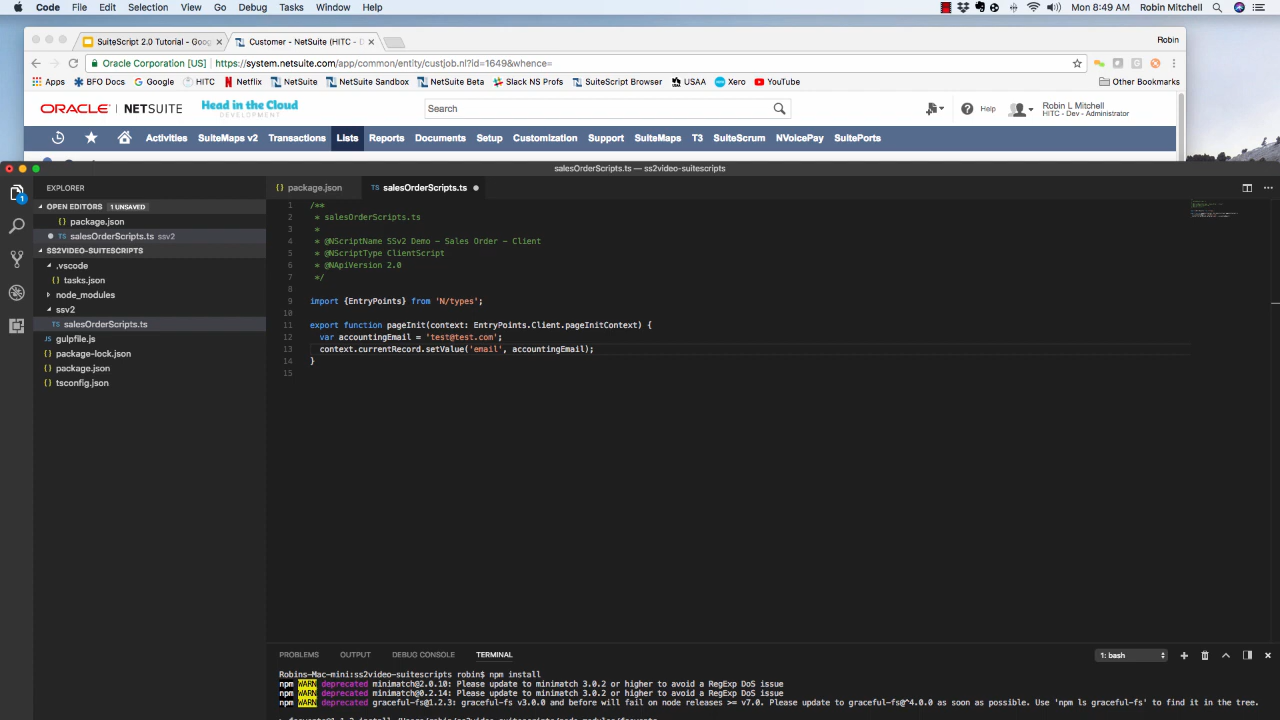 Code File Edit Selection View Go Debug Tasks Window Help Mon 8:49 AM Robin Mitchell
SuiteScript 2.0 Tutorial - Goog × Customer - NetSuite (HITC - D × Robin
Oracle Corporation [US] https://system.netsuite.com/app/common/entity/custjob.nl?id=1649&whence=
Apps BFO Docs Google HITC Netflix NetSuite NetSuite Sandbox NetSuite Beta Slack NS Profs SuiteScript Browser USAA Xero YouTube Other Bookmarks
ORACLE NETSUITE Head in the Cloud DEVELOPMENT Search Help Robin L Mitchell
HITC - Dev - Administrator
Activities SuiteMaps v2 Transactions Lists Reports Documents Setup Customization Support SuiteMaps T3 SuiteScrum NVoicePay SuitePorts
salesOrderScripts.ts — ss2video-suitescripts
EXPLORER
OPEN EDITORS 1 UNSAVED
{} package.json
salesOrderScripts.ts ssv2
SS2VIDEO-SUITESCRIPTS
.vscode
{} tasks.json
node_modules
ssv2
TS salesOrderScripts.ts
JS gulpfile.js
{} package-lock.json
{} package.json
{} tsconfig.json
1
{} package.json TS salesOrderScripts.ts
1 /**
2 * salesOrderScripts.ts
3 *
4 * @NScriptName SSv2 Demo - Sales Order - Client
5 * @NScriptType ClientScript
6 * @NApiVersion 2.0
7 */
8
9 import {EntryPoints} from 'N/types';
10
11 export function pageInit(context: EntryPoints.Client.pageInitContext) {
12 var accountingEmail = 'test@test.com';
13 context.currentRecord.setValue('email', accountingEmail);
14 }
15
PROBLEMS OUTPUT DEBUG CONSOLE TERMINAL 1: bash
Robins-Mac-mini:ss2video-suitescripts robin$ npm install
npm WARN deprecated minimatch@2.0.10: Please update to minimatch 3.0.2 or higher to avoid a RegExp DoS issue
npm WARN deprecated minimatch@0.2.14: Please update to minimatch 3.0.2 or higher to avoid a RegExp DoS issue
npm WARN deprecated graceful-fs@1.2.3: graceful-fs v3.0.0 and before will fail on node releases >= v7.0. Please update to graceful-fs@^4.0.0 as soon as possible. Use 'npm ls graceful-fs' to find it in the tree.